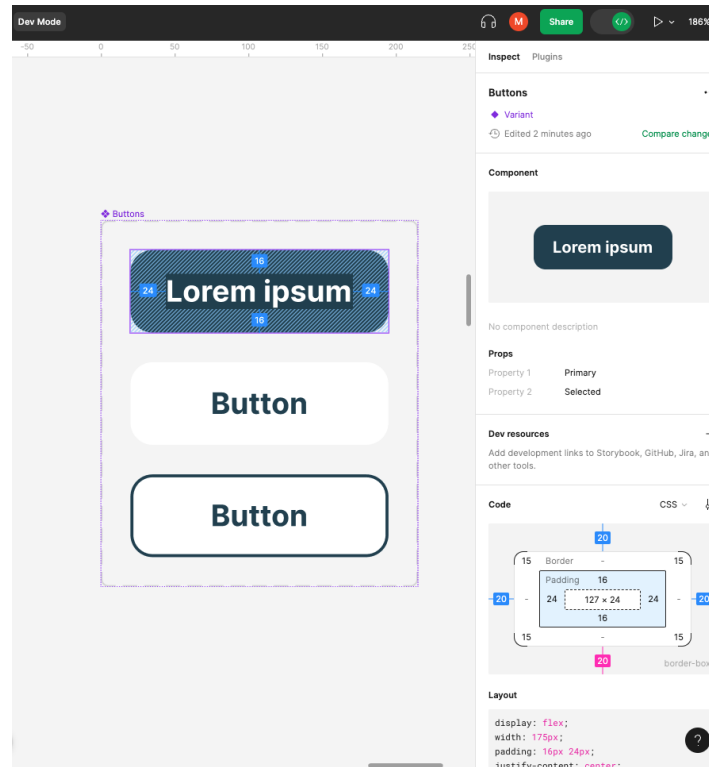 Dev Mode
M
Share
</>
186%
-50 0 50 100 150 200
Inspect Plugins
Buttons
Variant
Edited 2 minutes ago
Component
Lorem ipsum
No component description
Props
Property 1 Primary
Property 2 Selected
Dev resources
Add development links to Storybook, GitHub, Jira,
other tools.
Code CSS
20
15 Border - 15
Padding 16
20 - 24 127 × 24 24 - 20
16
15 - 15
20
border-box
Layout
display: flex;
width: 175px;
padding: 16px 24px;
justify-content: center;
?
Buttons
16
24 Lorem ipsum 24
16
Button
Button